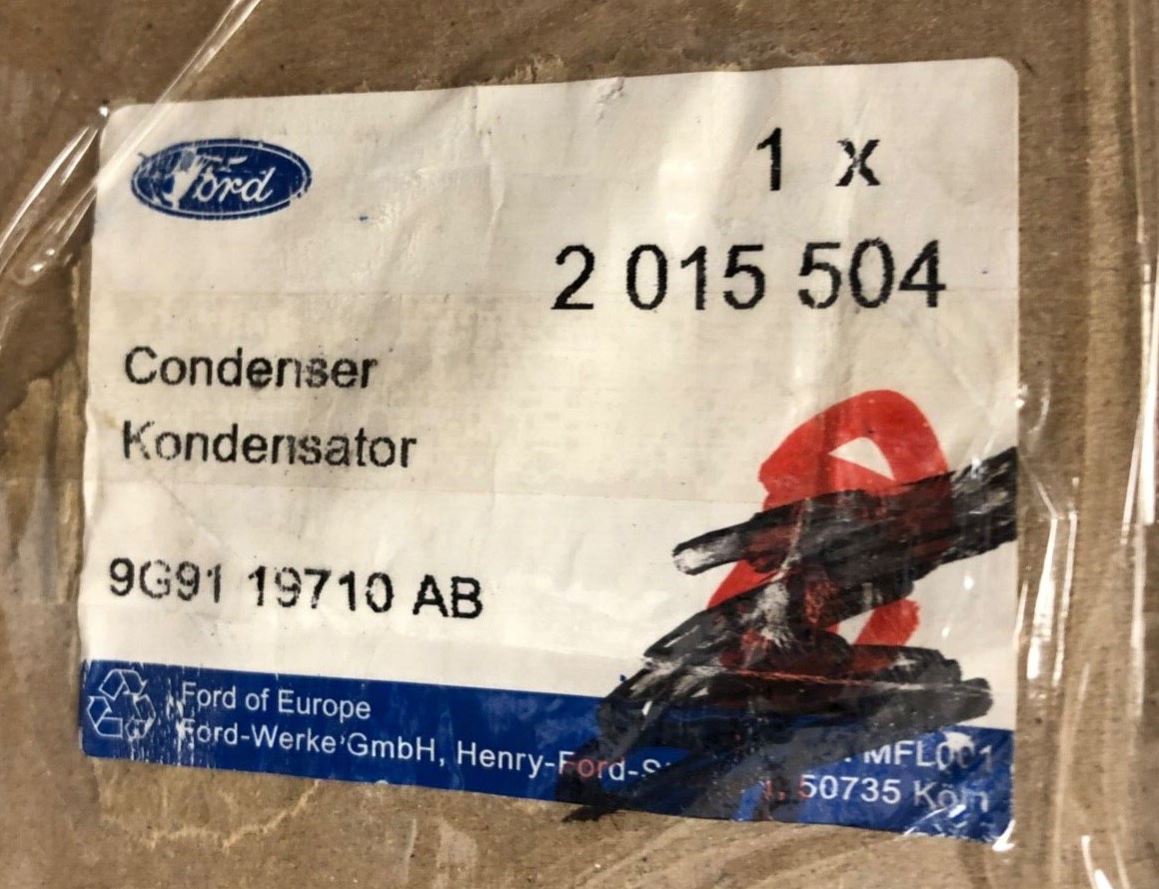 Ford
1 x
2 015 504
Condenser
Kondensator
9G91 19710 AB
Ford of Europe
Ford-Werke GmbH, Henry-Ford-S
MFL001
1, 50735 Köln